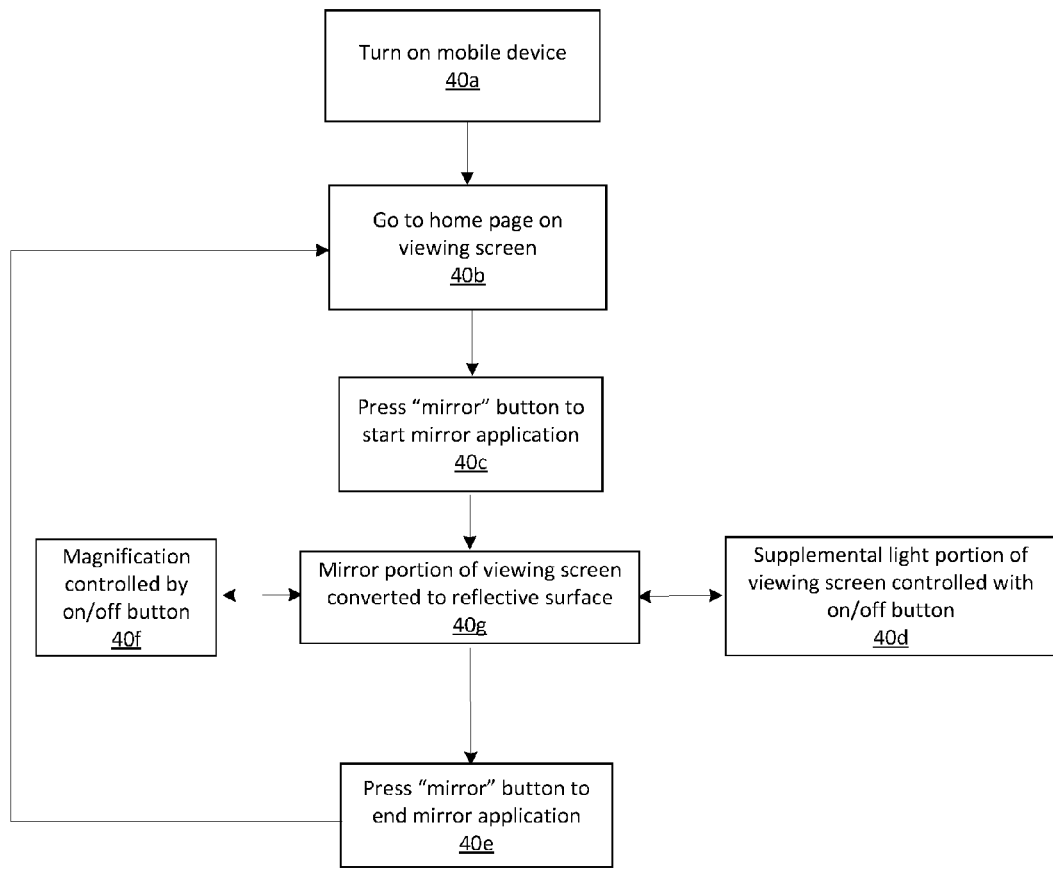 Turn on mobile device
40a
Go to home page on
viewing screen
40b
Press “mirror” button to
start mirror application
40c
Magnification
controlled by
on/off button
40f
Mirror portion of viewing screen
converted to reflective surface
40g
Supplemental light portion of
viewing screen controlled with
on/off button
40d
Press “mirror” button to
end mirror application
40e